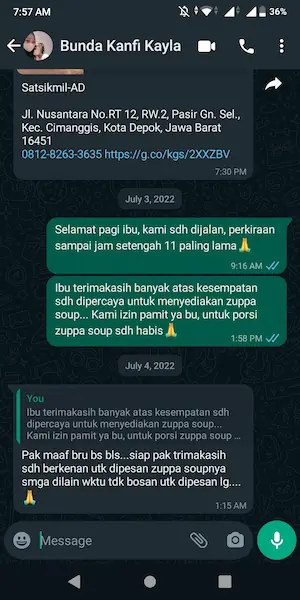 7:57 AM
36%
Bunda Kanfi Kayla
Satsikmil-AD
Jl. Nusantara No.RT 12, RW.2, Pasir Gn. Sel.,
Kec. Cimanggis, Kota Depok, Jawa Barat
16451
0812-8263-3635 https://g.co/kgs/2XXZBV
7:30 PM
July 3, 2022
Selamat pagi ibu, kami sdh dijalan, perkiraan
sampai jam setengah 11 paling lama🙏
9:16 AM
Ibu terimakasih banyak atas kesempatan
sdh dipercaya untuk menyediakan zuppa
soup... Kami izin pamit ya bu, untuk porsi
zuppa soup sdh habis🙏
1:58 PM
July 4, 2022
You
Ibu terimakasih banyak atas kesempatan sdh
dipercaya untuk menyediakan zuppa soup...
Kami izin pamit ya bu, untuk porsi zuppa soup ...
Pak maaf bru bs bls...siap pak trimakasih
sdh berkenan utk dipesan zuppa soupnya
smga dilain wktu tdk bosan utk dipesan lg....
🙏
1:15 AM
Message